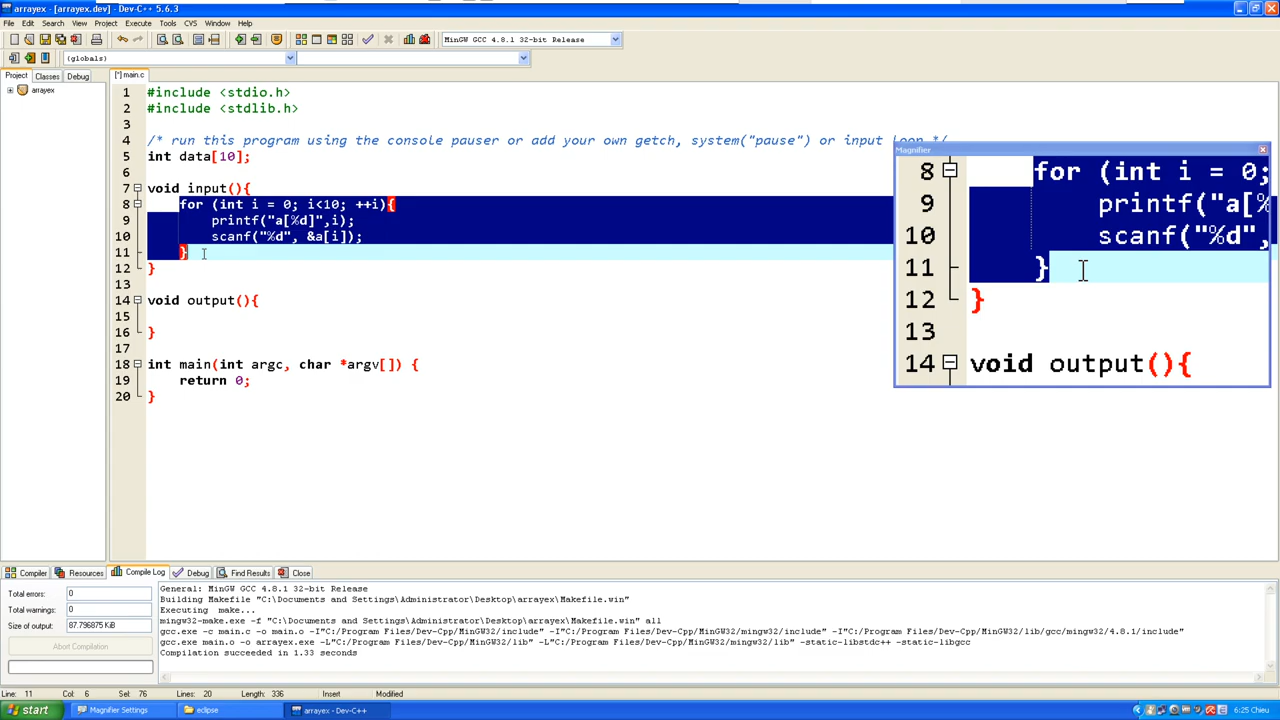 arrayex - [arrayex.dev] - Dev-C++ 5.6.3
File Edit Search View Project Execute Tools CVS Window Help
MinGW GCC 4.8.1 32-bit Release
(globals)
Project Classes Debug
[*] main.c
arrayex
1 #include <stdio.h>
2 #include <stdlib.h>
3
4 /* run this program using the console pauser or add your own getch, system("pause") or input loop */
5 int data[10];
6
7 void input(){
8 for (int i = 0; i<10; ++i){
9 printf("a[%d]",i);
10 scanf("%d", &a[i]);
11 }
12 }
13
14 void output(){
15
16 }
17
18 int main(int argc, char *argv[]) {
19 return 0;
20 }
Magnifier
8 for (int i = 0;
9 printf("a[%
10 scanf("%d",
11 }
12 }
13
14 void output(){
Compiler Resources Compile Log Debug Find Results Close
Total errors: 0
Total warnings: 0
Size of output: 87.796875 KiB
Abort Compilation
General: MinGW GCC 4.8.1 32-bit Release
Building Makefile "C:\Documents and Settings\Administrator\Desktop\arrayex\Makefile.win"
Executing make...
mingw32-make.exe -f "C:\Documents and Settings\Administrator\Desktop\arrayex\Makefile.win" all
gcc.exe -c main.c -o main.o -I"C:/Program Files/Dev-Cpp/MinGW32/include" -I"C:/Program Files/Dev-Cpp/MinGW32/mingw32/include" -I"C:/Program Files/Dev-Cpp/MinGW32/lib/gcc/mingw32/4.8.1/include"
gcc.exe main.o -o arrayex.exe -L"C:/Program Files/Dev-Cpp/MinGW32/lib" -L"C:/Program Files/Dev-Cpp/MinGW32/mingw32/lib" -static-libstdc++ -static-libgcc
Compilation succeeded in 1.33 seconds
Line: 11 Col: 6 Sel: 76 Lines: 20 Length: 336 Insert Modified
start Magnifier Settings eclipse arrayex - Dev-C++ 6:25 Chieu